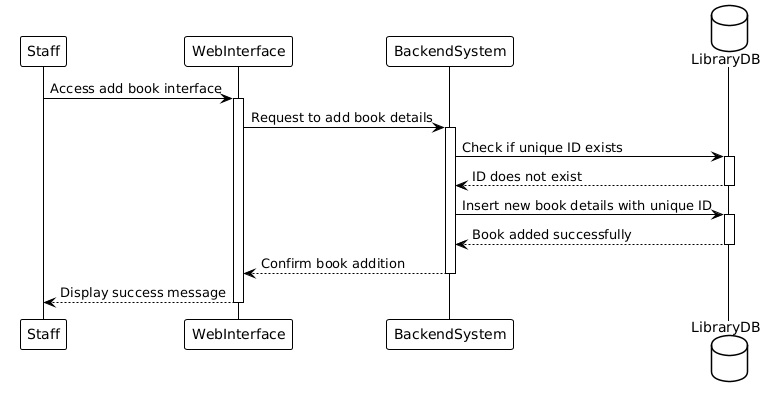 LibraryDB
Staff
WebInterface
BackendSystem
Access add book interface
Request to add book details
Check if unique ID exists
ID does not exist
Insert new book details with unique ID
Book added successfully
Confirm book addition
Display success message
Staff
WebInterface
BackendSystem
LibraryDB